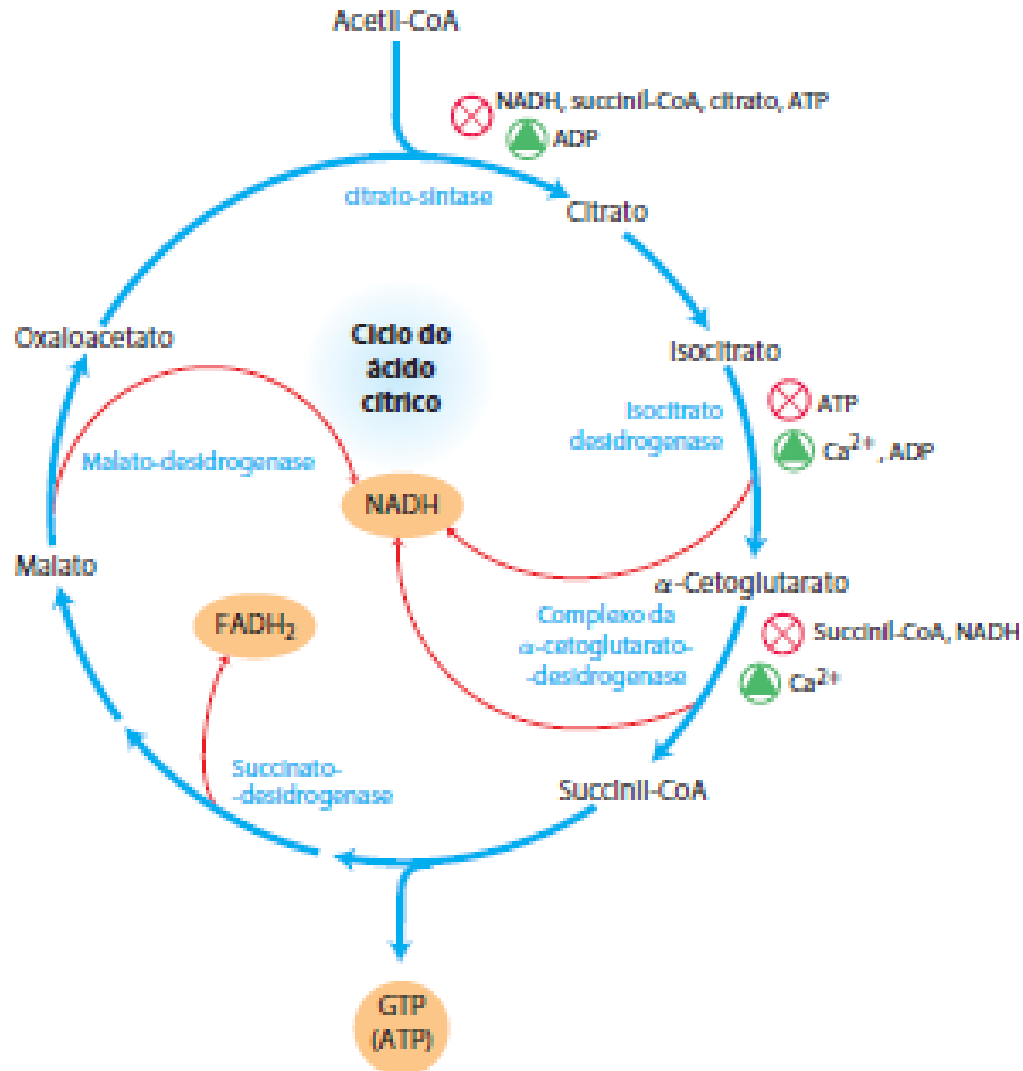 Acetil-CoA
NADH, succinil-CoA, citrato, ATP
ADP
citrato-sintase
Citrato
Oxaloacetato
Ciclo do
ácido
cítrico
Isocitrato
ATP
Ca2+, ADP
Isocitrato
desidrogenase
Malato-desidrogenase
NADH
Malato
α-Cetoglutarato
FADH2
Complexo da
α-cetoglutarato-
-desidrogenase
Succinil-CoA, NADH
Ca2+
Succinato-
-desidrogenase
Succinil-CoA
GTP
(ATP)